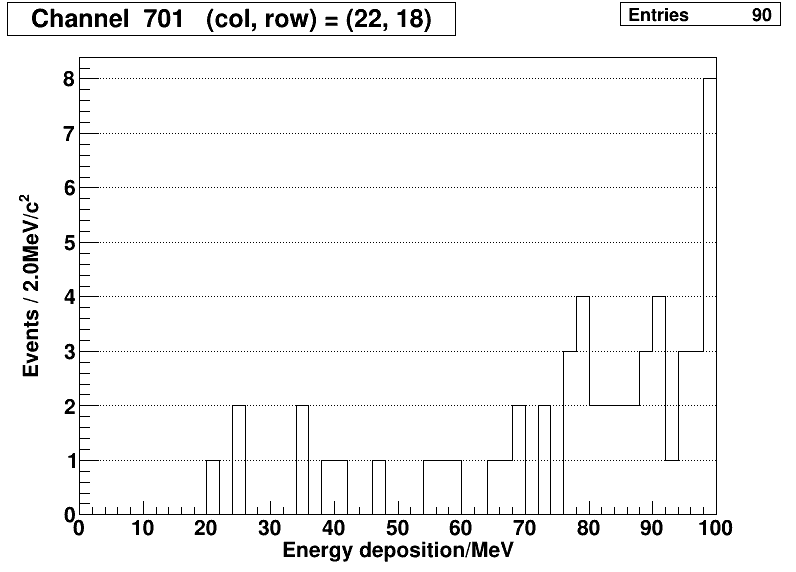 Channel 701 (col, row) = (22, 18)
Entries 90
Events / 2.0MeV/c²
8
7
6
5
4
3
2
1
0
0 10 20 30 40 50 60 70 80 90 100
Energy deposition/MeV